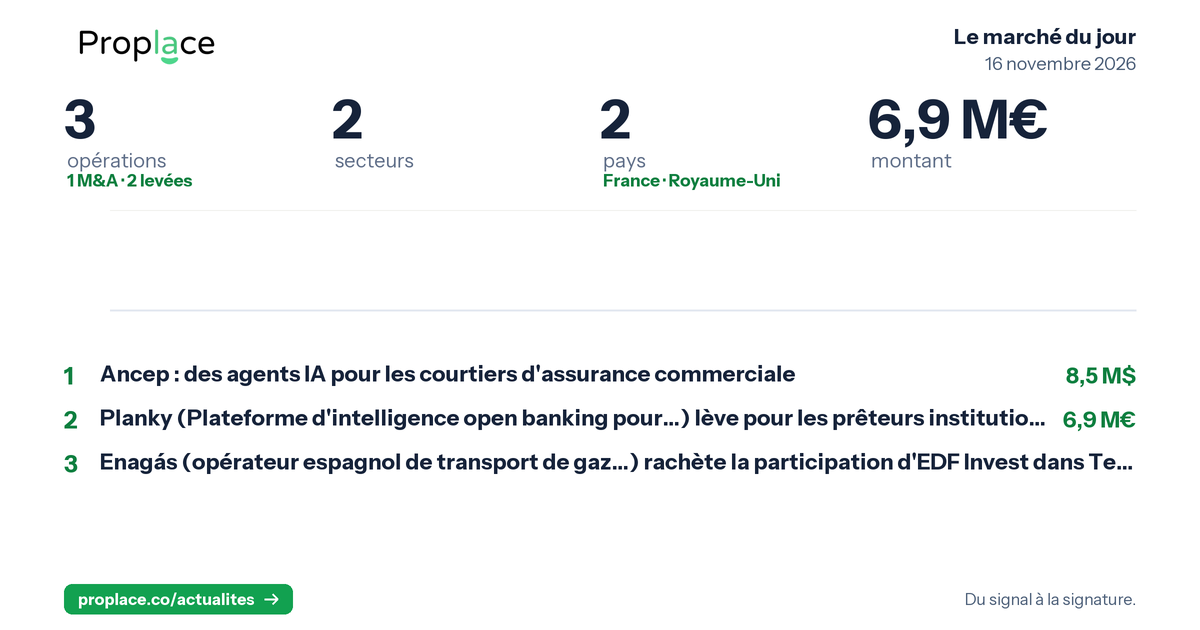 Proplace
Le marché du jour
16 novembre 2026
3
opérations
1 M&A · 2 levées
2
secteurs
2
pays
France · Royaume-Uni
6,9 M€
montant
1 Ancep : des agents IA pour les courtiers d'assurance commerciale 8,5 M$
2 Planky (Plateforme d'intelligence open banking pour...) lève pour les prêteurs institutio... 6,9 M€
3 Enagás (opérateur espagnol de transport de gaz...) rachète la participation d'EDF Invest dans Te...
proplace.co/actualites →
Du signal à la signature.